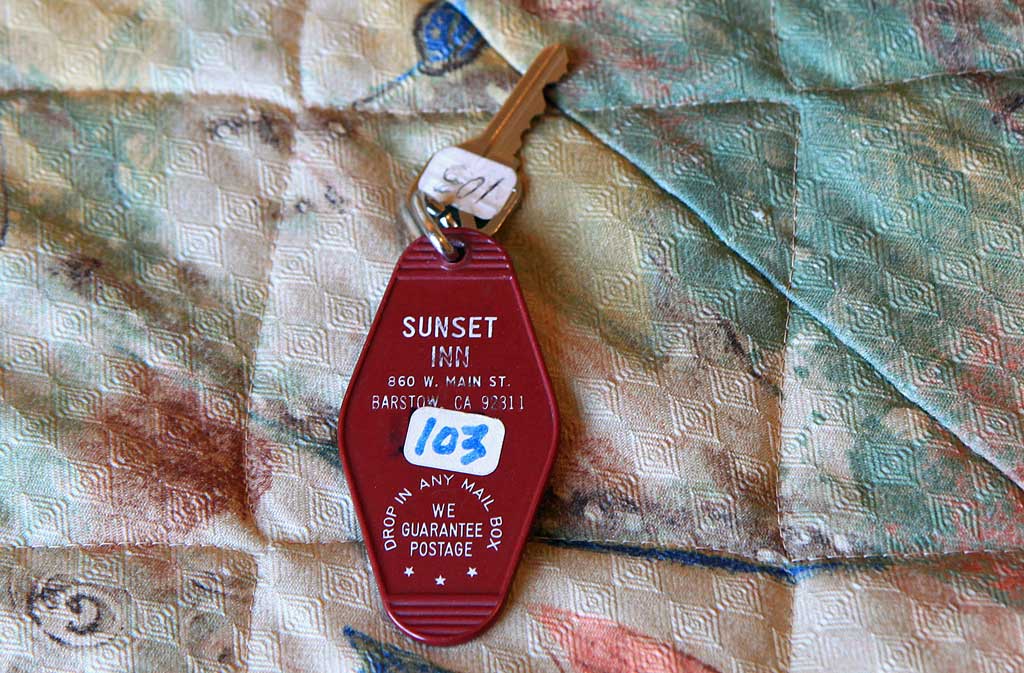 103
SUNSET
INN
860 W. MAIN ST.
BARSTOW, CA 92311
103
DROP IN ANY MAIL BOX
WE
GUARANTEE
POSTAGE